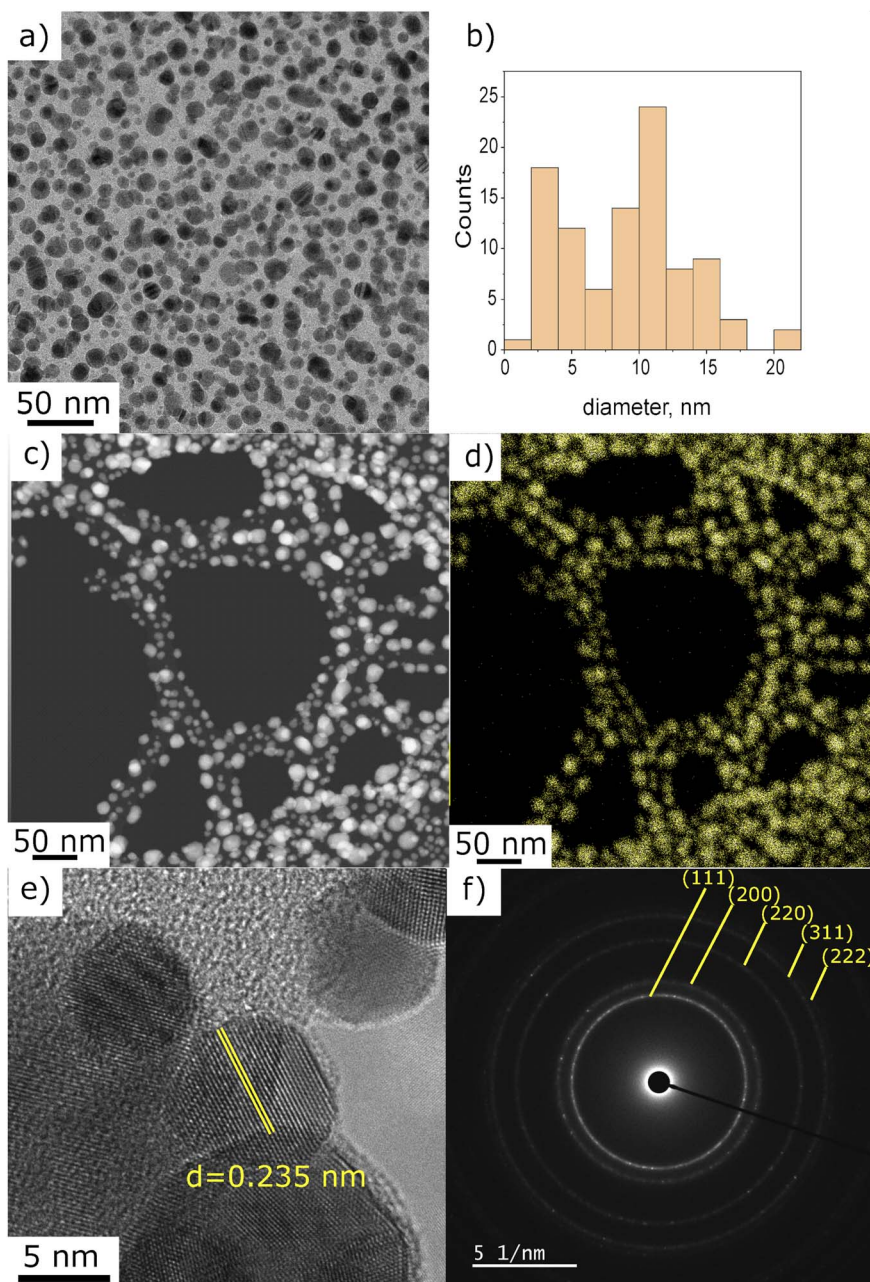 a)
50 nm
b)
Counts
25
20
15
10
5
0
0 5 10 15 20
diameter, nm
c)
50 nm
d)
50 nm
e)
d=0.235 nm
5 nm
f)
(111)
(200)
(220)
(311)
(222)
5 1/nm